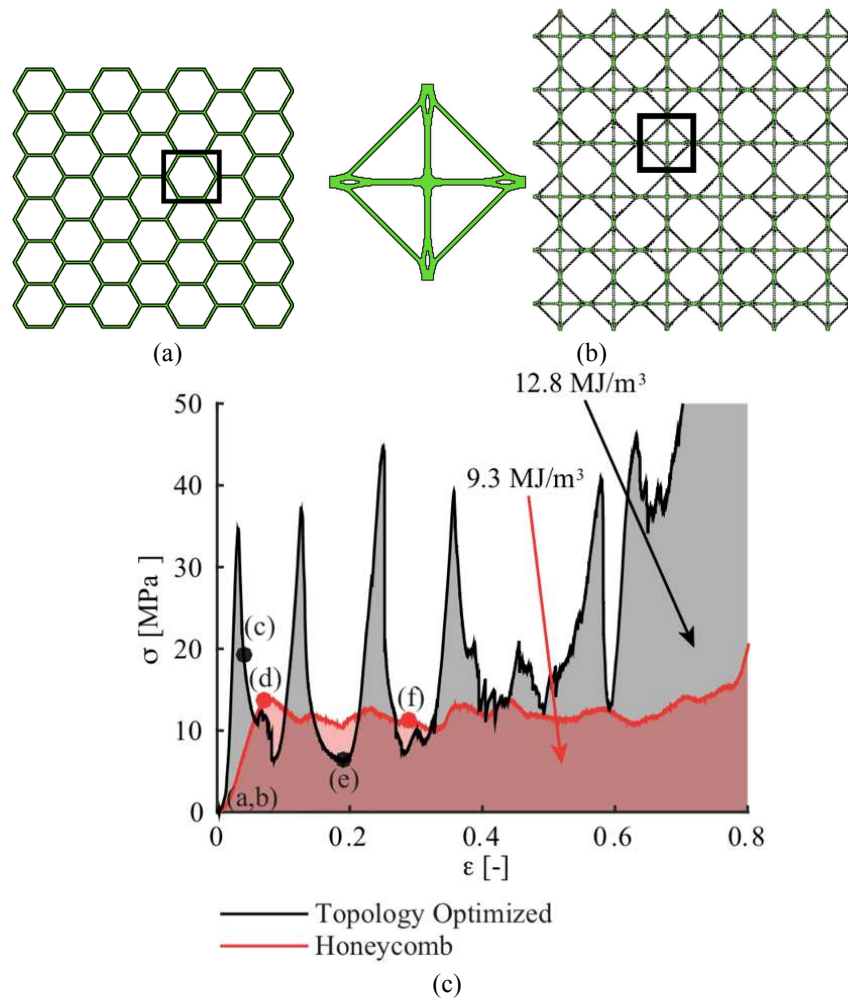 (a)
(b)
12.8 MJ/m³
9.3 MJ/m³
σ [MPa]
50
40
30
20
10
0
(c)
(d)
(f)
(a,b)
(e)
0
0.2
0.4
0.6
0.8
ε [-]
Topology Optimized
Honeycomb
(c)